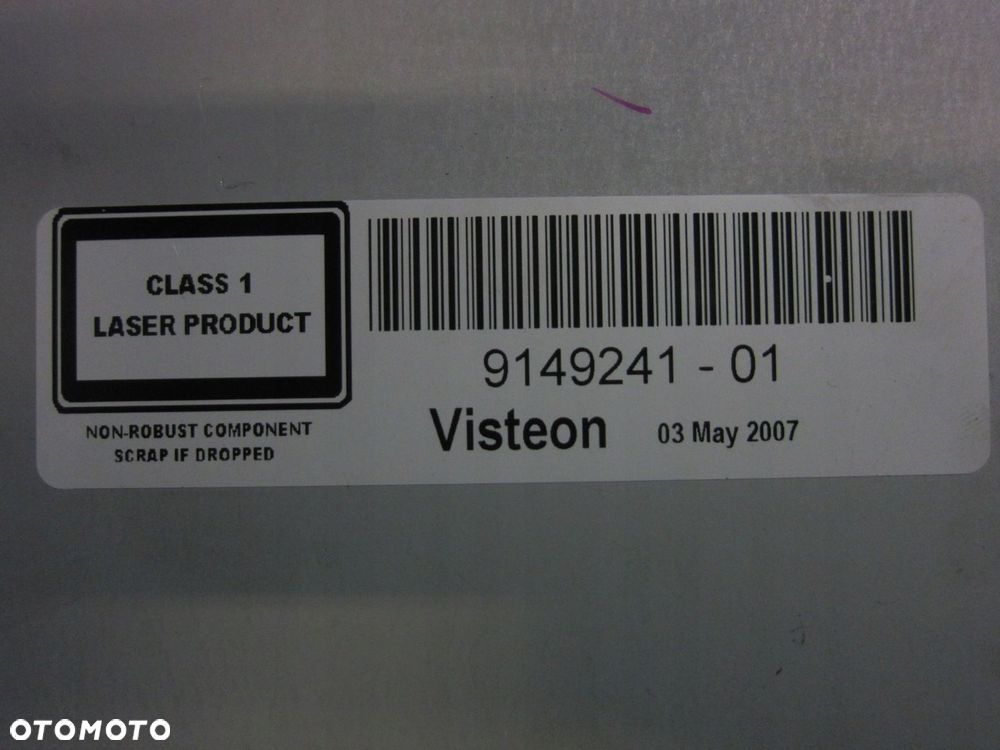 CLASS 1
LASER PRODUCT
NON-ROBUST COMPONENT
SCRAP IF DROPPED
9149241 - 01
Visteon 03 May 2007
OTOMOTO